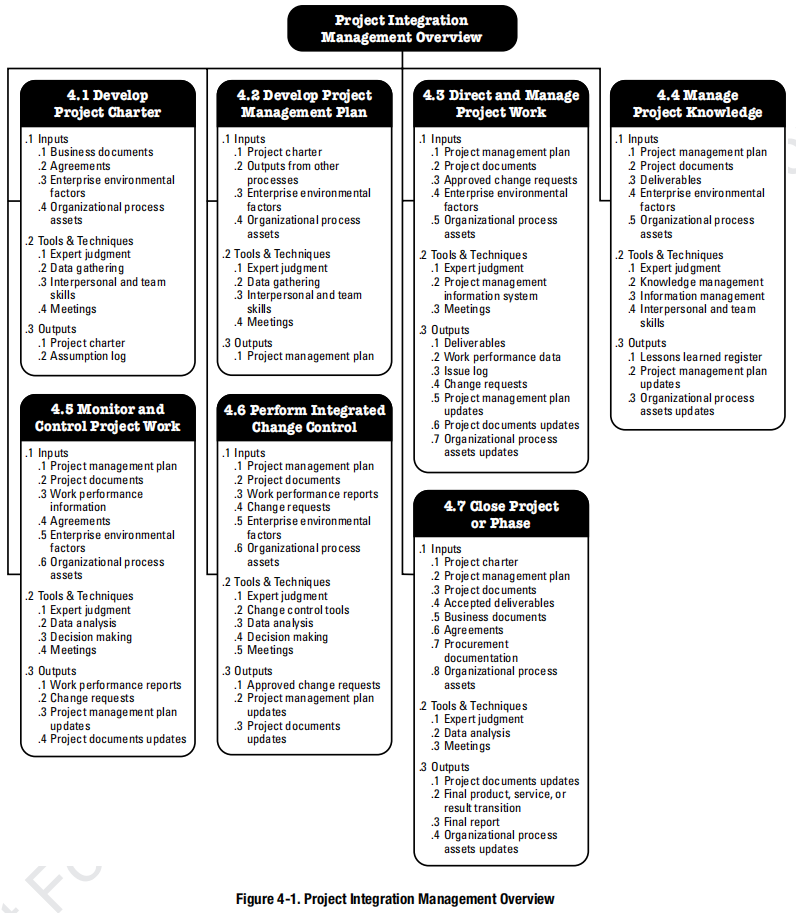 Project Integration
Management Overview
4.1 Develop
Project Charter
.1 Inputs
.1 Business documents
.2 Agreements
.3 Enterprise environmental
factors
.4 Organizational process
assets
.2 Tools & Techniques
.1 Expert judgment
.2 Data gathering
.3 Interpersonal and team
skills
.4 Meetings
.3 Outputs
.1 Project charter
.2 Assumption log
4.2 Develop Project
Management Plan
.1 Inputs
.1 Project charter
.2 Outputs from other
processes
.3 Enterprise environmental
factors
.4 Organizational process
assets
.2 Tools & Techniques
.1 Expert judgment
.2 Data gathering
.3 Interpersonal and team
skills
.4 Meetings
.3 Outputs
.1 Project management plan
4.3 Direct and Manage
Project Work
.1 Inputs
.1 Project management plan
.2 Project documents
.3 Approved change requests
.4 Enterprise environmental
factors
.5 Organizational process
assets
.2 Tools & Techniques
.1 Expert judgment
.2 Project management
information system
.3 Meetings
.3 Outputs
.1 Deliverables
.2 Work performance data
.3 Issue log
.4 Change requests
.5 Project management plan
updates
.6 Project documents updates
.7 Organizational process
assets updates
4.4 Manage
Project Knowledge
.1 Inputs
.1 Project management plan
.2 Project documents
.3 Deliverables
.4 Enterprise environmental
factors
.5 Organizational process
assets
.2 Tools & Techniques
.1 Expert judgment
.2 Knowledge management
.3 Information management
.4 Interpersonal and team
skills
.3 Outputs
.1 Lessons learned register
.2 Project management plan
updates
.3 Organizational process
assets updates
4.5 Monitor and
Control Project Work
.1 Inputs
.1 Project management plan
.2 Project documents
.3 Work performance
information
.4 Agreements
.5 Enterprise environmental
factors
.6 Organizational process
assets
.2 Tools & Techniques
.1 Expert judgment
.2 Data analysis
.3 Decision making
.4 Meetings
.3 Outputs
.1 Work performance reports
.2 Change requests
.3 Project management plan
updates
.4 Project documents updates
4.6 Perform Integrated
Change Control
.1 Inputs
.1 Project management plan
.2 Project documents
.3 Work performance reports
.4 Change requests
.5 Enterprise environmental
factors
.6 Organizational process
assets
.2 Tools & Techniques
.1 Expert judgment
.2 Change control tools
.3 Data analysis
.4 Decision making
.5 Meetings
.3 Outputs
.1 Approved change requests
.2 Project management plan
updates
.3 Project documents
updates
4.7 Close Project
or Phase
.1 Inputs
.1 Project charter
.2 Project management plan
.3 Project documents
.4 Accepted deliverables
.5 Business documents
.6 Agreements
.7 Procurement
documentation
.8 Organizational process
assets
.2 Tools & Techniques
.1 Expert judgment
.2 Data analysis
.3 Meetings
.3 Outputs
.1 Project documents updates
.2 Final product, service, or
result transition
.3 Final report
.4 Organizational process
assets updates
Figure 4-1. Project Integration Management Overview